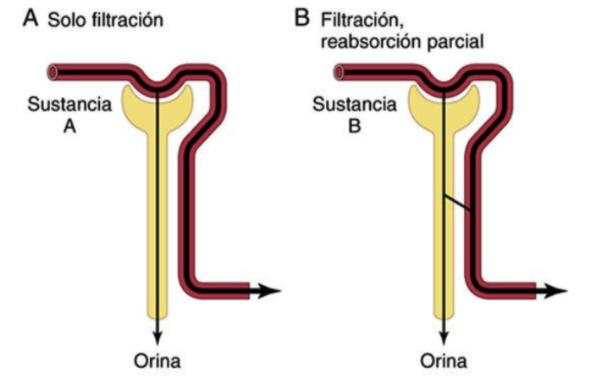 A Solo filtración
Sustancia
A
Orina
B Filtración,
reabsorción parcial
Sustancia
B
Orina